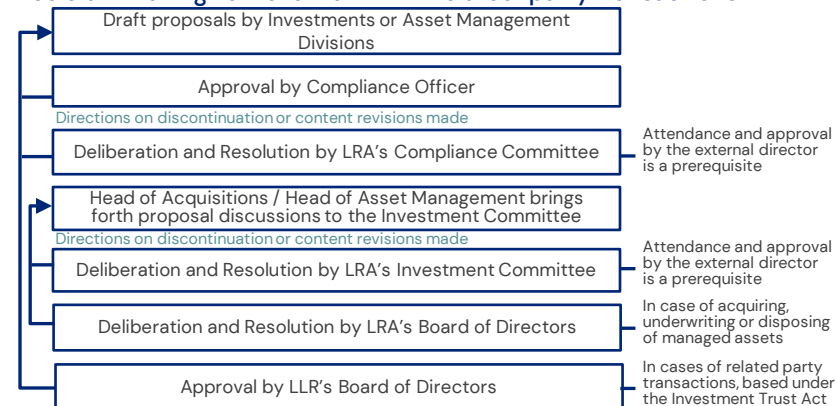 Draft proposals by Investments or Asset Management
Divisions
Approval by Compliance Officer
Directions on discontinuation or content revisions made
Deliberation and Resolution by LRA's Compliance Committee
Attendance and approval
by the external director
is a prerequisite
Head of Acquisitions / Head of Asset Management brings
forth proposal discussions to the Investment Committee
Directions on discontinuation or content revisions made
Deliberation and Resolution by LRA's Investment Committee
Attendance and approval
by the external director
is a prerequisite
Deliberation and Resolution by LRA's Board of Directors
In case of acquiring,
underwriting or disposing
of managed assets
Approval by LLR's Board of Directors
In cases of related party
transactions, based under
the Investment Trust Act